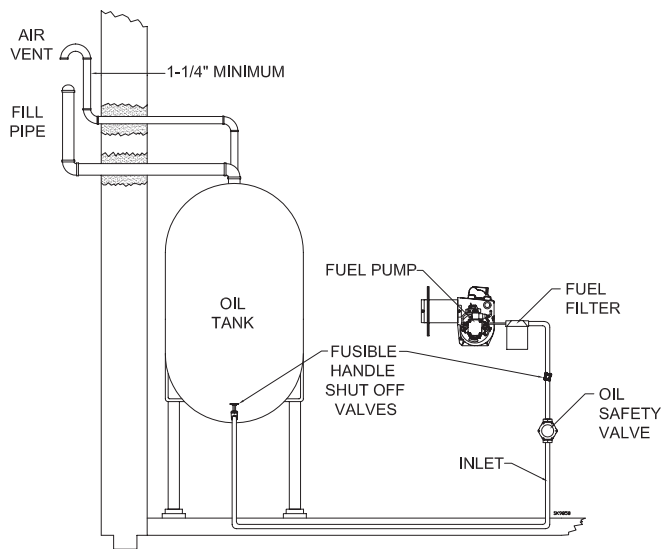 AIR
VENT
1-1/4" MINIMUM
FILL
PIPE
OIL
TANK
FUEL PUMP
FUEL
FILTER
FUSIBLE
HANDLE
SHUT OFF
VALVES
OIL
SAFETY
VALVE
INLET
SK9858